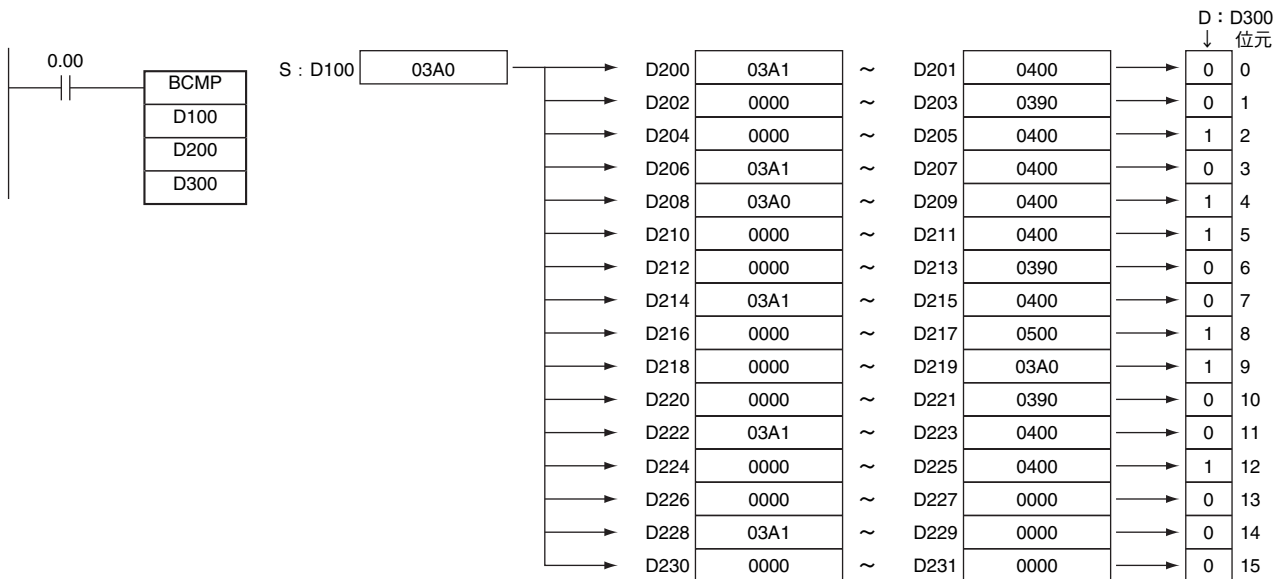 D：D300
↓ 位元
0.00
BCMP
D100
D200
D300
S：D100 03A0
D200 03A1 ～ D201 0400 0 0
D202 0000 ～ D203 0390 0 1
D204 0000 ～ D205 0400 1 2
D206 03A1 ～ D207 0400 0 3
D208 03A0 ～ D209 0400 1 4
D210 0000 ～ D211 0400 1 5
D212 0000 ～ D213 0390 0 6
D214 03A1 ～ D215 0400 0 7
D216 0000 ～ D217 0500 1 8
D218 0000 ～ D219 03A0 1 9
D220 0000 ～ D221 0390 0 10
D222 03A1 ～ D223 0400 0 11
D224 0000 ～ D225 0400 1 12
D226 0000 ～ D227 0000 0 13
D228 03A1 ～ D229 0000 0 14
D230 0000 ～ D231 0000 0 15